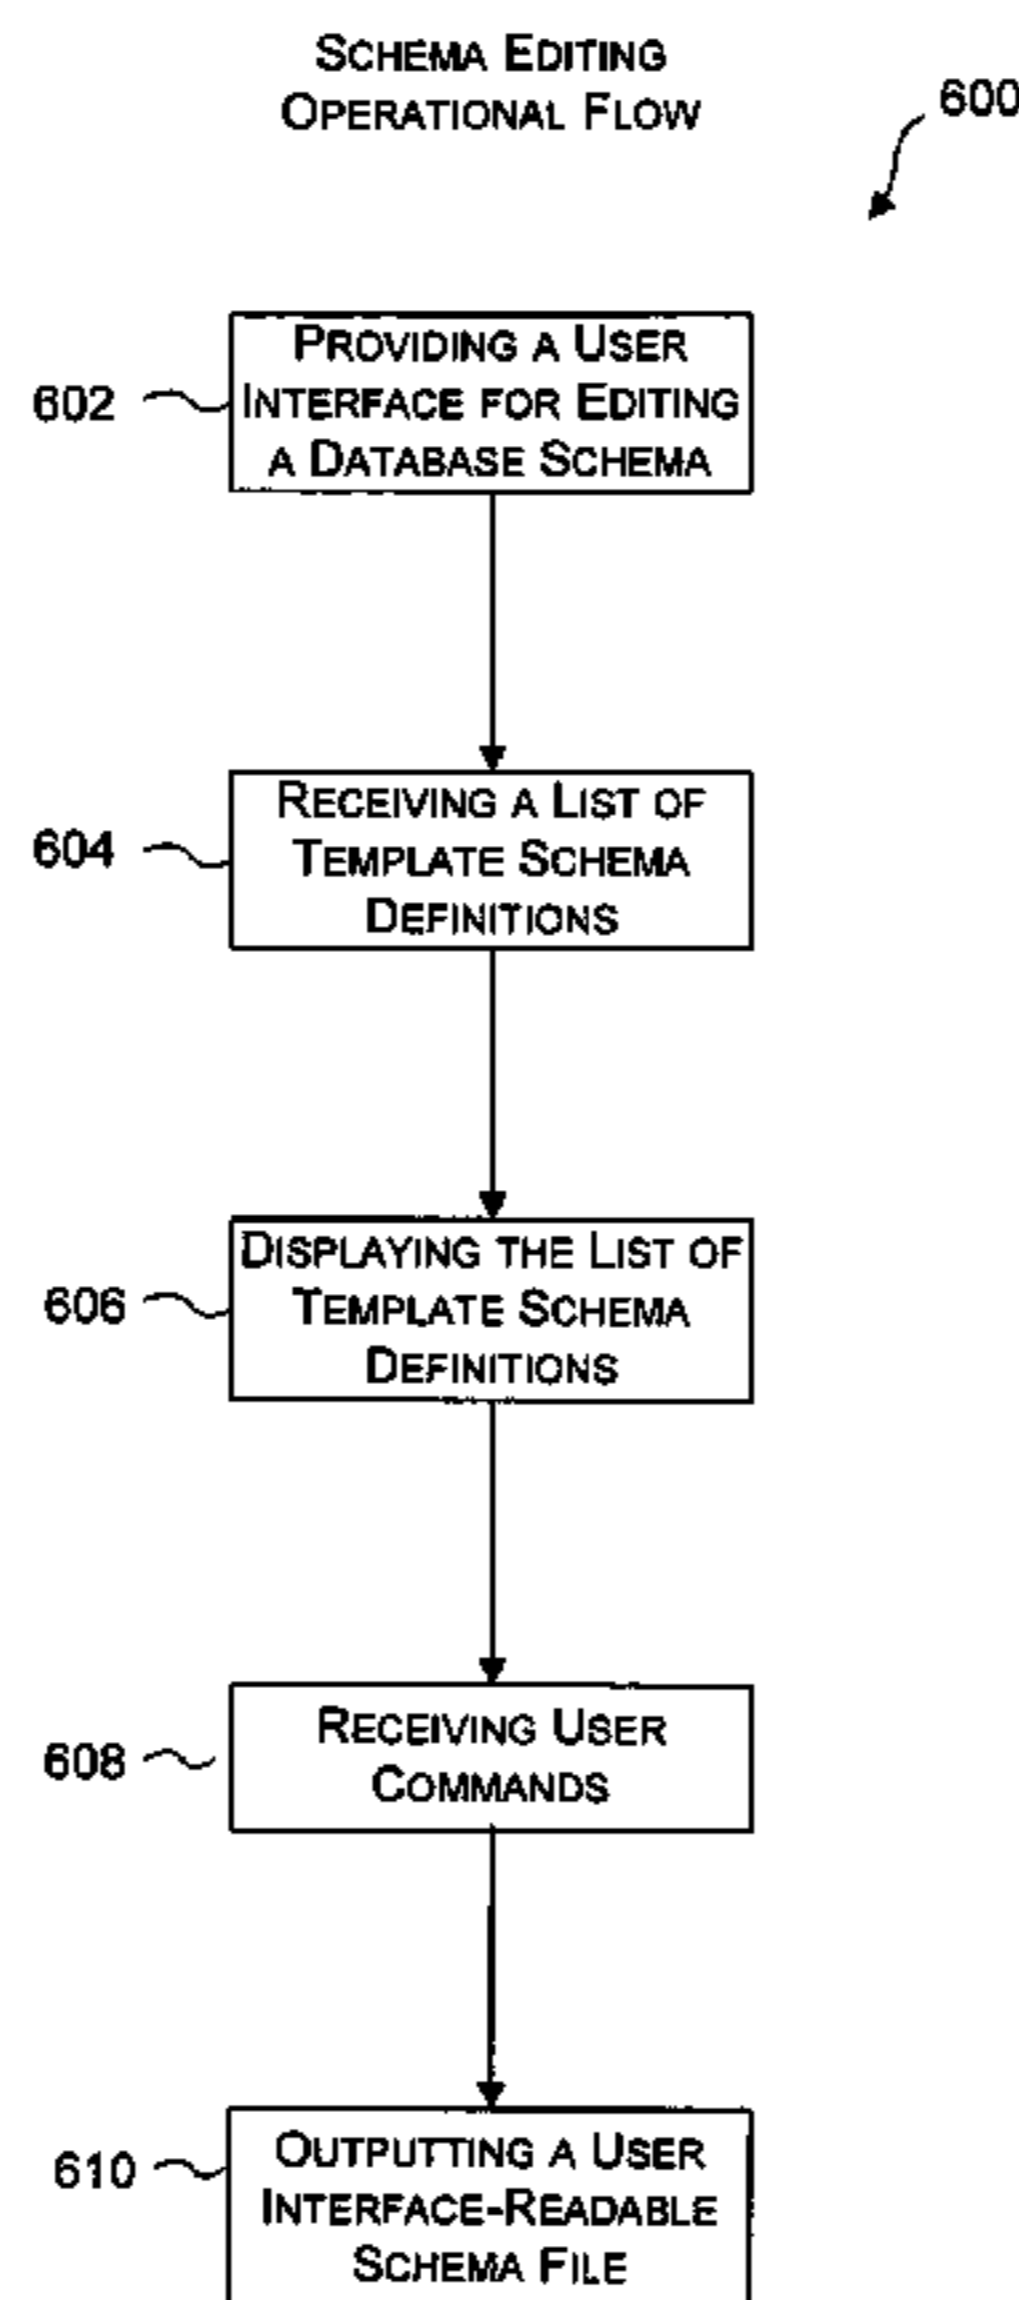 SCHEMA EDITING
OPERATIONAL FLOW
600
602
PROVIDING A USER
INTERFACE FOR EDITING
A DATABASE SCHEMA
604
RECEIVING A LIST OF
TEMPLATE SCHEMA
DEFINITIONS
606
DISPLAYING THE LIST OF
TEMPLATE SCHEMA
DEFINITIONS
608
RECEIVING USER
COMMANDS
610
OUTPUTTING A USER
INTERFACE-READABLE
SCHEMA FILE